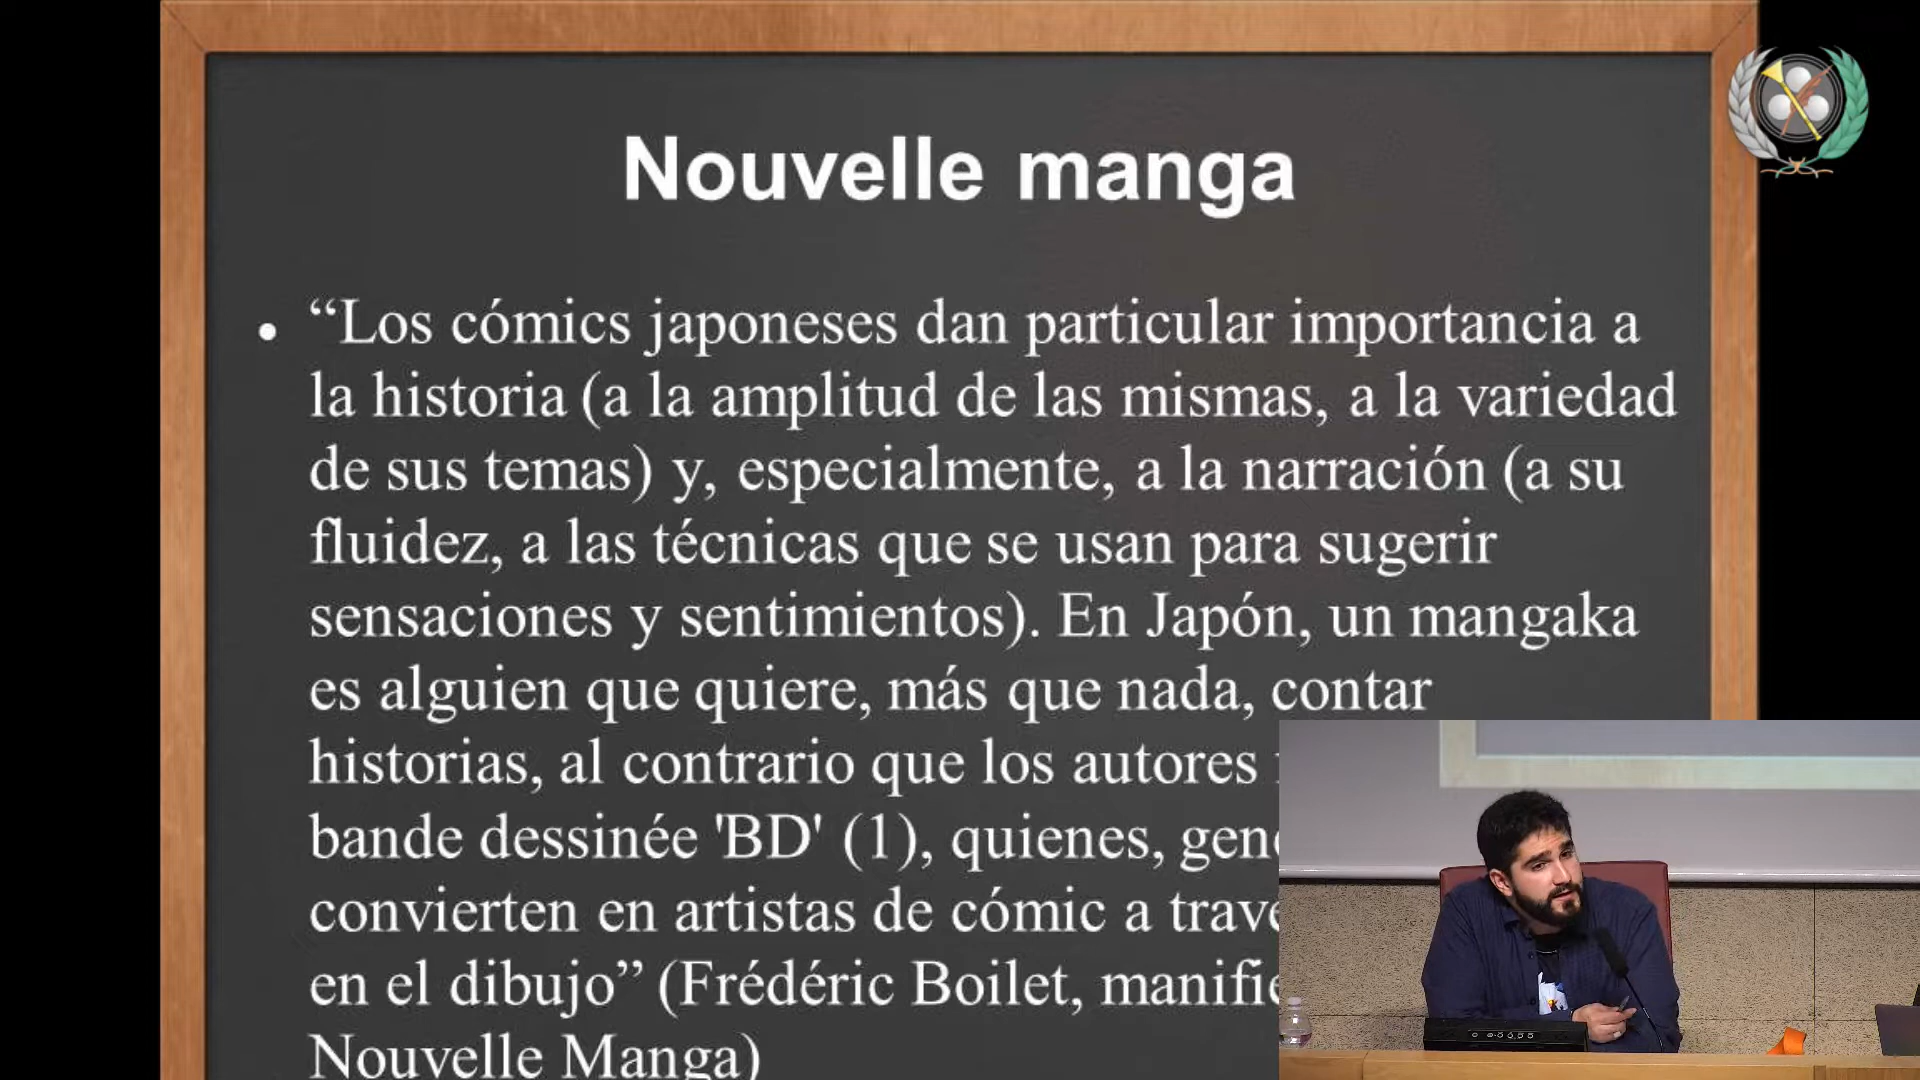 Nouvelle manga
• “Los cómics japoneses dan particular importancia a
la historia (a la amplitud de las mismas, a la variedad
de sus temas) y, especialmente, a la narración (a su
fluidez, a las técnicas que se usan para sugerir
sensaciones y sentimientos). En Japón, un mangaka
es alguien que quiere, más que nada, contar
historias, al contrario que los autores
bande dessinée 'BD' (1), quienes,
convierten en artistas de cómic a
en el dibujo” (Frédéric Boilet,
Nouvelle Manga)